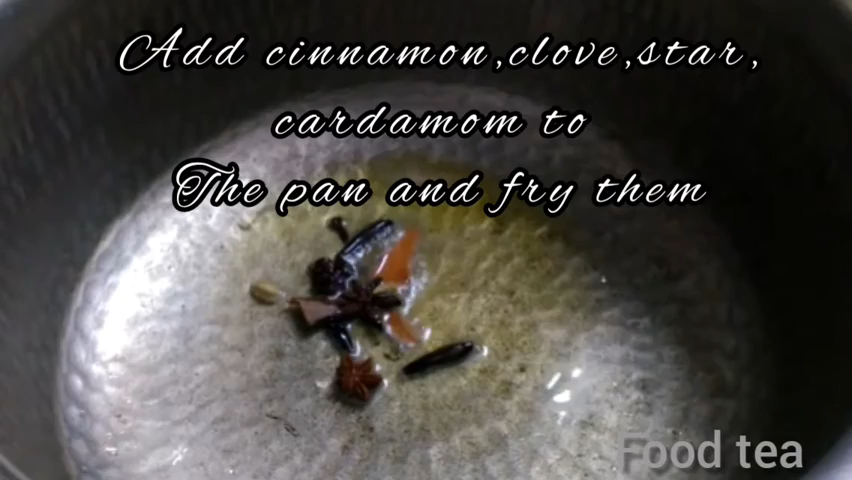 Add cinnamon,clove,star,
cardamom to
The pan and fry them
Food tea